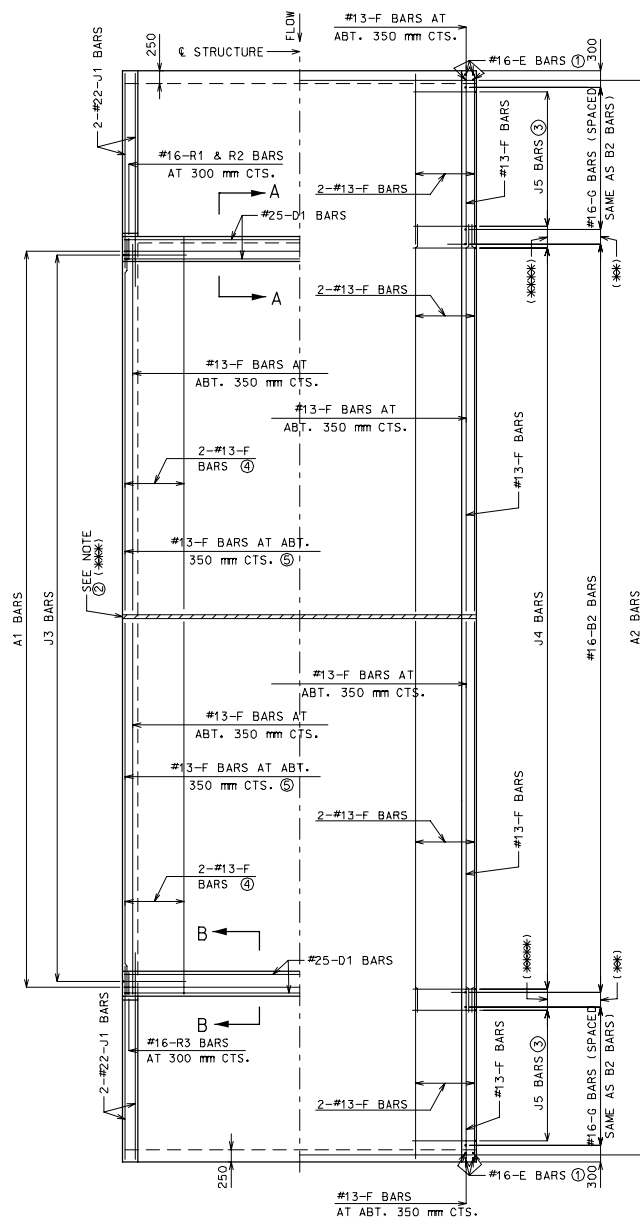 #13-F BARS AT
ABT. 350 mm CTS.
FLOW
℄ STRUCTURE
#16-E BARS ①
250
300
2-#22-J1 BARS
#16-R1 & R2 BARS
AT 300 mm CTS.
A
#25-D1 BARS
A
2-#13-F BARS
#13-F BARS
J5 BARS ③
#16-G BARS (SPACED
SAME AS B2 BARS)
(****)
(**)
2-#13-F BARS
#13-F BARS AT
ABT. 350 mm CTS.
#13-F BARS AT
ABT. 350 mm CTS.
#13-F BARS
2-#13-F
BARS ④
#13-F BARS AT ABT.
350 mm CTS. ⑤
SEE NOTE
② (***)
A1 BARS
J3 BARS
J4 BARS
#16-B2 BARS
A2 BARS
#13-F BARS AT
ABT. 350 mm CTS.
#13-F BARS AT
ABT. 350 mm CTS.
#13-F BARS AT ABT.
350 mm CTS. ⑤
2-#13-F BARS
#13-F BARS
2-#13-F
BARS ④
B
#25-D1 BARS
(****)
(**)
B
#16-R3 BARS
AT 300 mm CTS.
2-#22-J1 BARS
2-#13-F BARS
#13-F BARS
J5 BARS ③
#16-G BARS (SPACED
SAME AS B2 BARS)
250
#16-E BARS ①
300
#13-F BARS
AT ABT. 350 mm CTS.